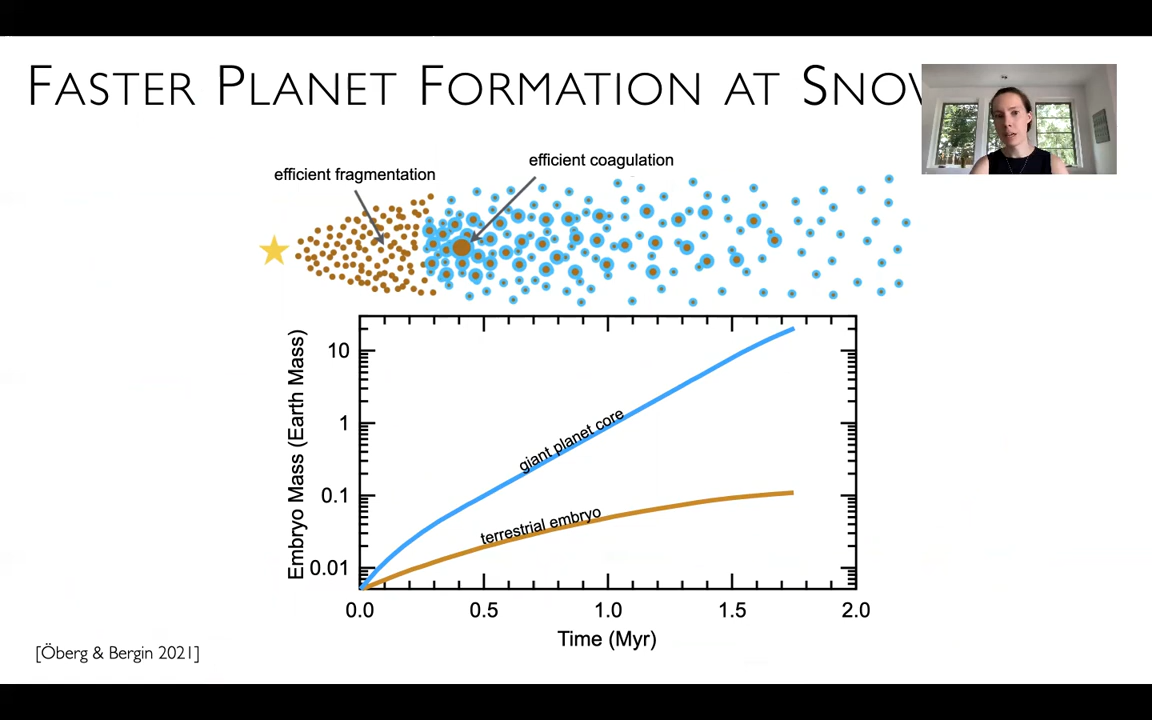 FASTER PLANET FORMATION AT
efficient coagulation
efficient fragmentation
Embryo Mass (Earth Mass)
10
1
0.1
0.01
giant planet core
terrestrial embryo
0.0 0.5 1.0 1.5 2.0
Time (Myr)
[Öberg & Bergin 2021]